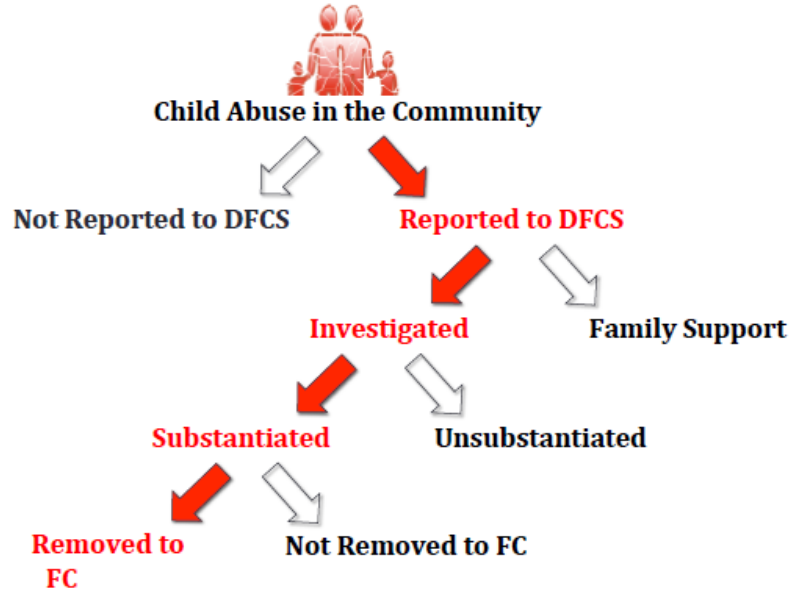 Child Abuse in the Community
Not Reported to DFCS
Reported to DFCS
Investigated
Family Support
Substantiated
Unsubstantiated
Removed to
FC
Not Removed to FC